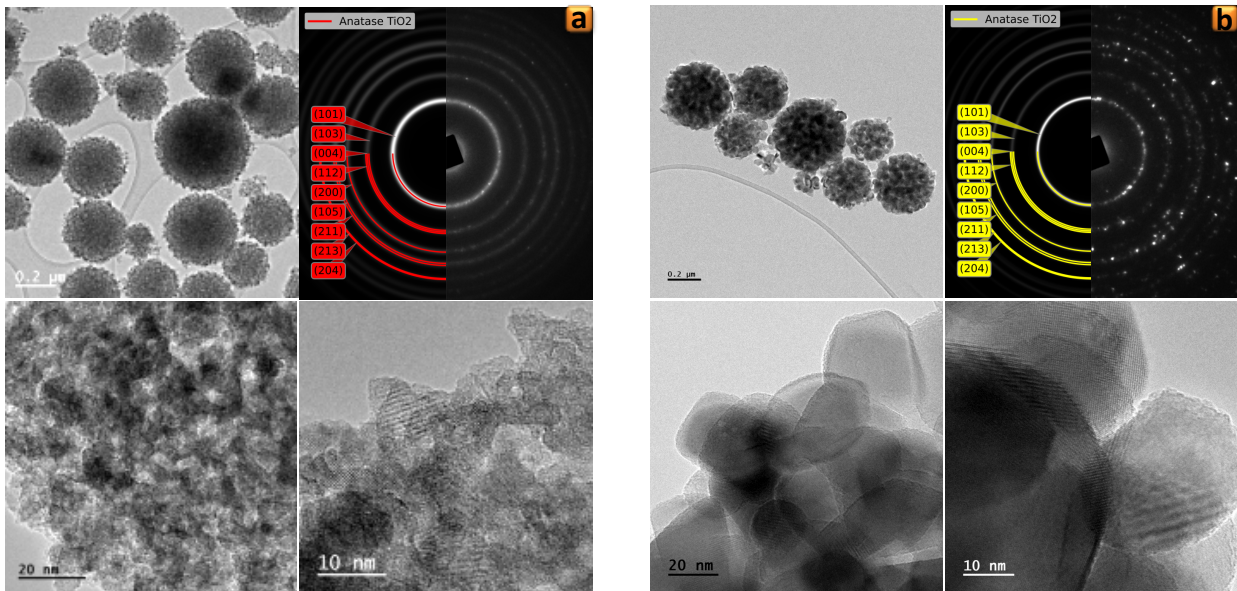 Anatase TiO2
a
(101)
(103)
(004)
(112)
(200)
(105)
(211)
(213)
(204)
0.2 μm
20 nm
10 nm
Anatase TiO2
b
(101)
(103)
(004)
(112)
(200)
(105)
(211)
(213)
(204)
0.2 μm
20 nm
10 nm